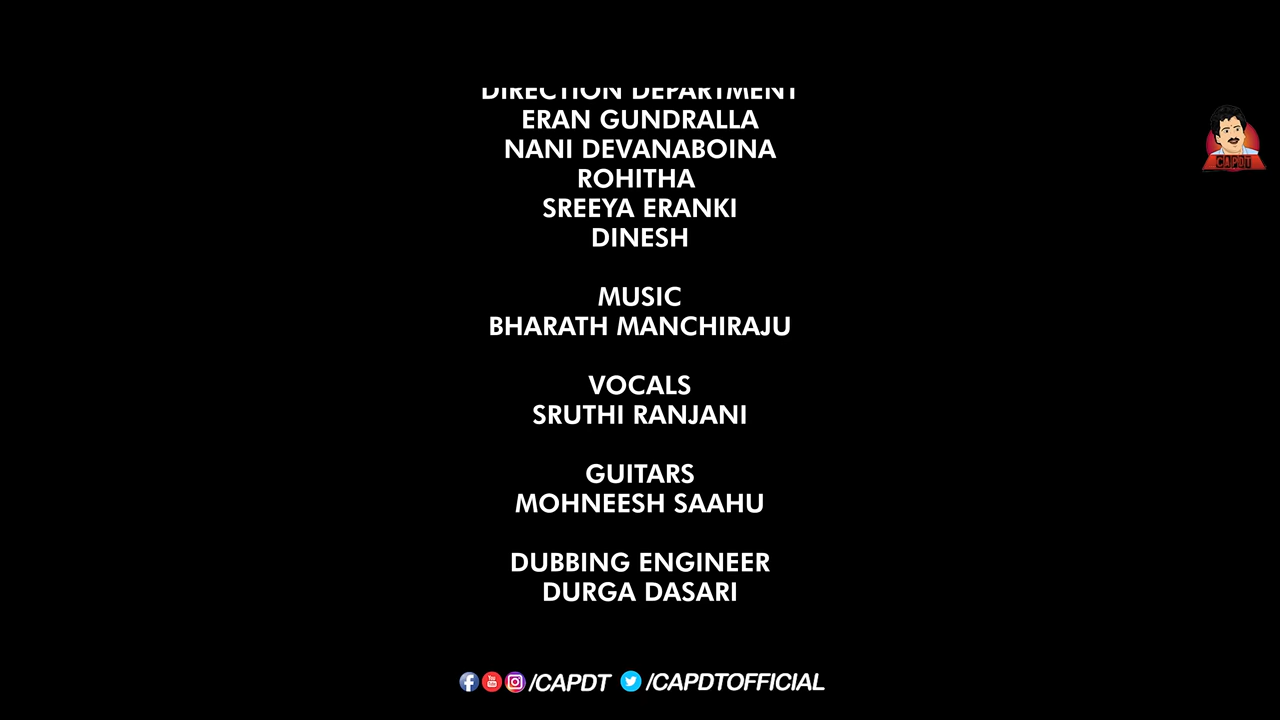 DIRECTION DEPARTMENT
ERAN GUNDRALLA
NANI DEVANABOINA
ROHITHA
SREEYA ERANKI
DINESH
MUSIC
BHARATH MANCHIRAJU
VOCALS
SRUTHI RANJANI
GUITARS
MOHNEESH SAAHU
DUBBING ENGINEER
DURGA DASARI
/CAPDT /CAPDTOFFICIAL
CAPDT